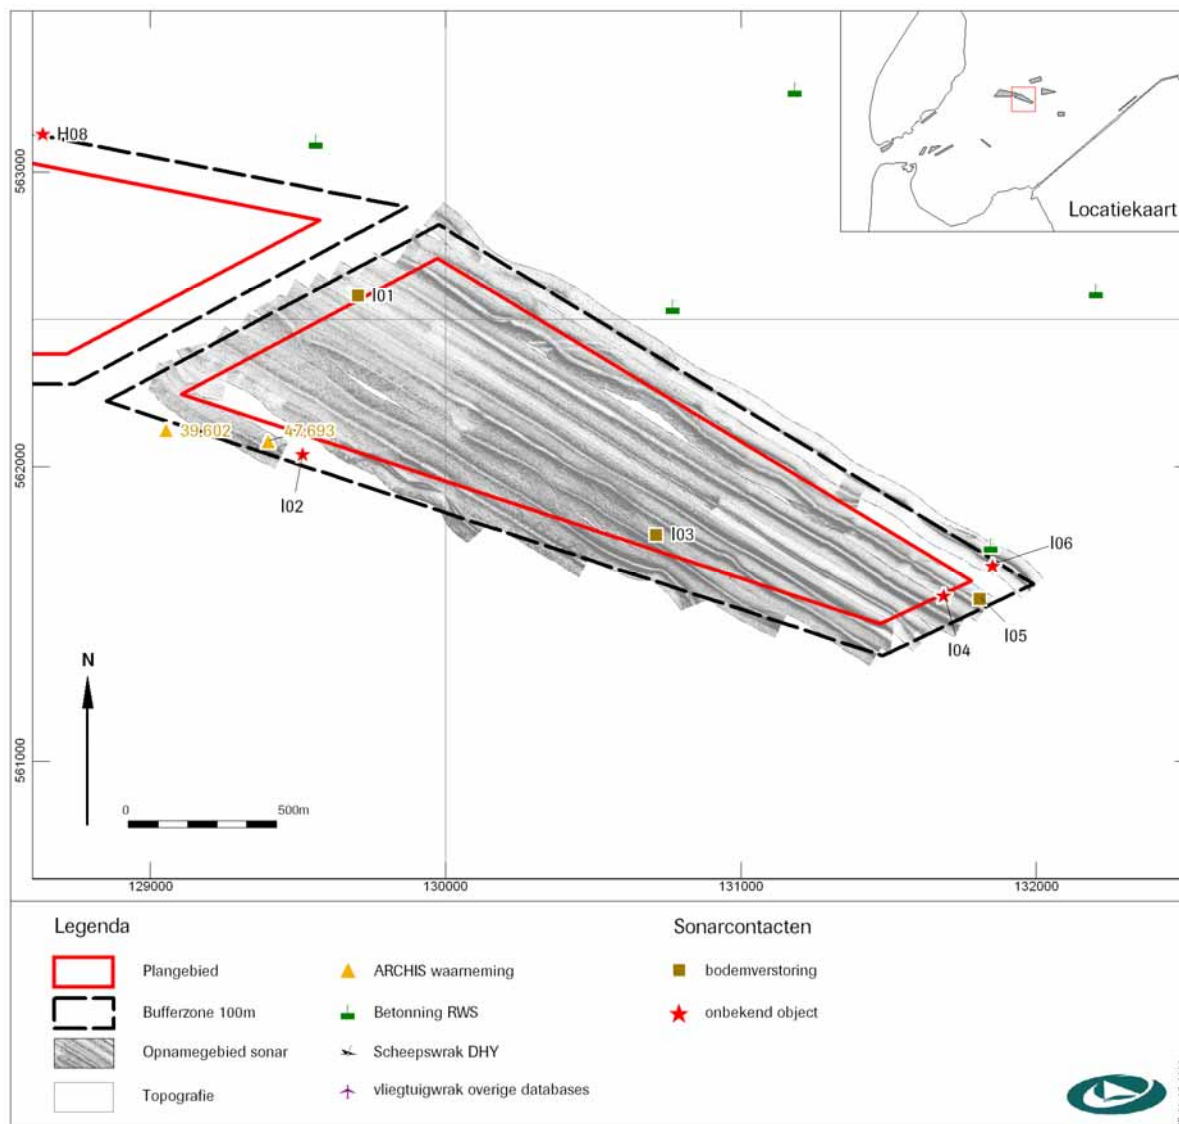 Locatiekaart
H08
563000
I01
39,602
47,693
562000
I02
I03
I06
I05
I04
N
561000
0
500m
129000
130000
131000
132000
Legenda
Sonarcontacten
Plangebied
ARCHIS waarneming
bodemverstoring
Bufferzone 100m
Betonning RWS
onbekend object
Opnamegebied sonar
Scheepswrak DHY
Topografie
vliegtuigwrak overige databases